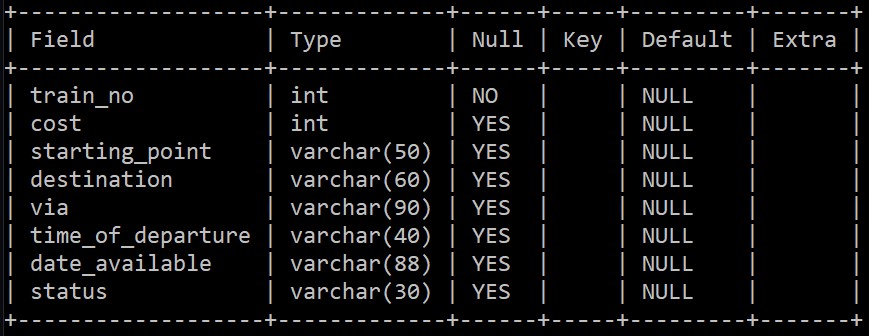 +-------------------+-------------+------+-----+---------+-------+
| Field             | Type        | Null | Key | Default | Extra |
+-------------------+-------------+------+-----+---------+-------+
| train_no          | int         | NO   |     | NULL    |       |
| cost              | int         | YES  |     | NULL    |       |
| starting_point    | varchar(50) | YES  |     | NULL    |       |
| destination       | varchar(60) | YES  |     | NULL    |       |
| via               | varchar(90) | YES  |     | NULL    |       |
| time_of_departure | varchar(40) | YES  |     | NULL    |       |
| date_available    | varchar(88) | YES  |     | NULL    |       |
| status            | varchar(30) | YES  |     | NULL    |       |
+-------------------+-------------+------+-----+---------+-------+